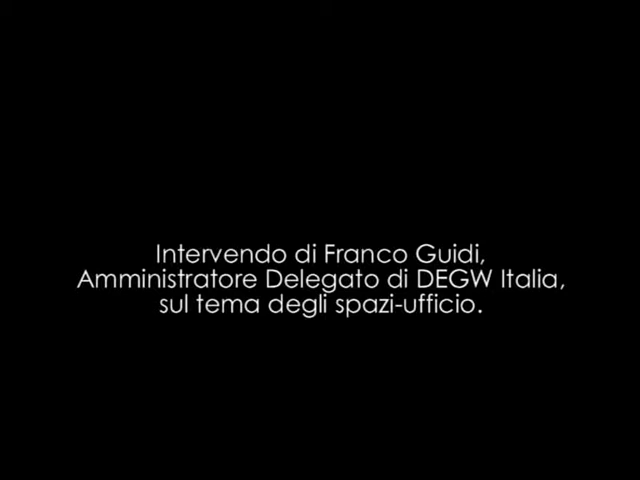 Intervendo di Franco Guidi,
Amministratore Delegato di DEGW Italia,
sul tema degli spazi-ufficio.